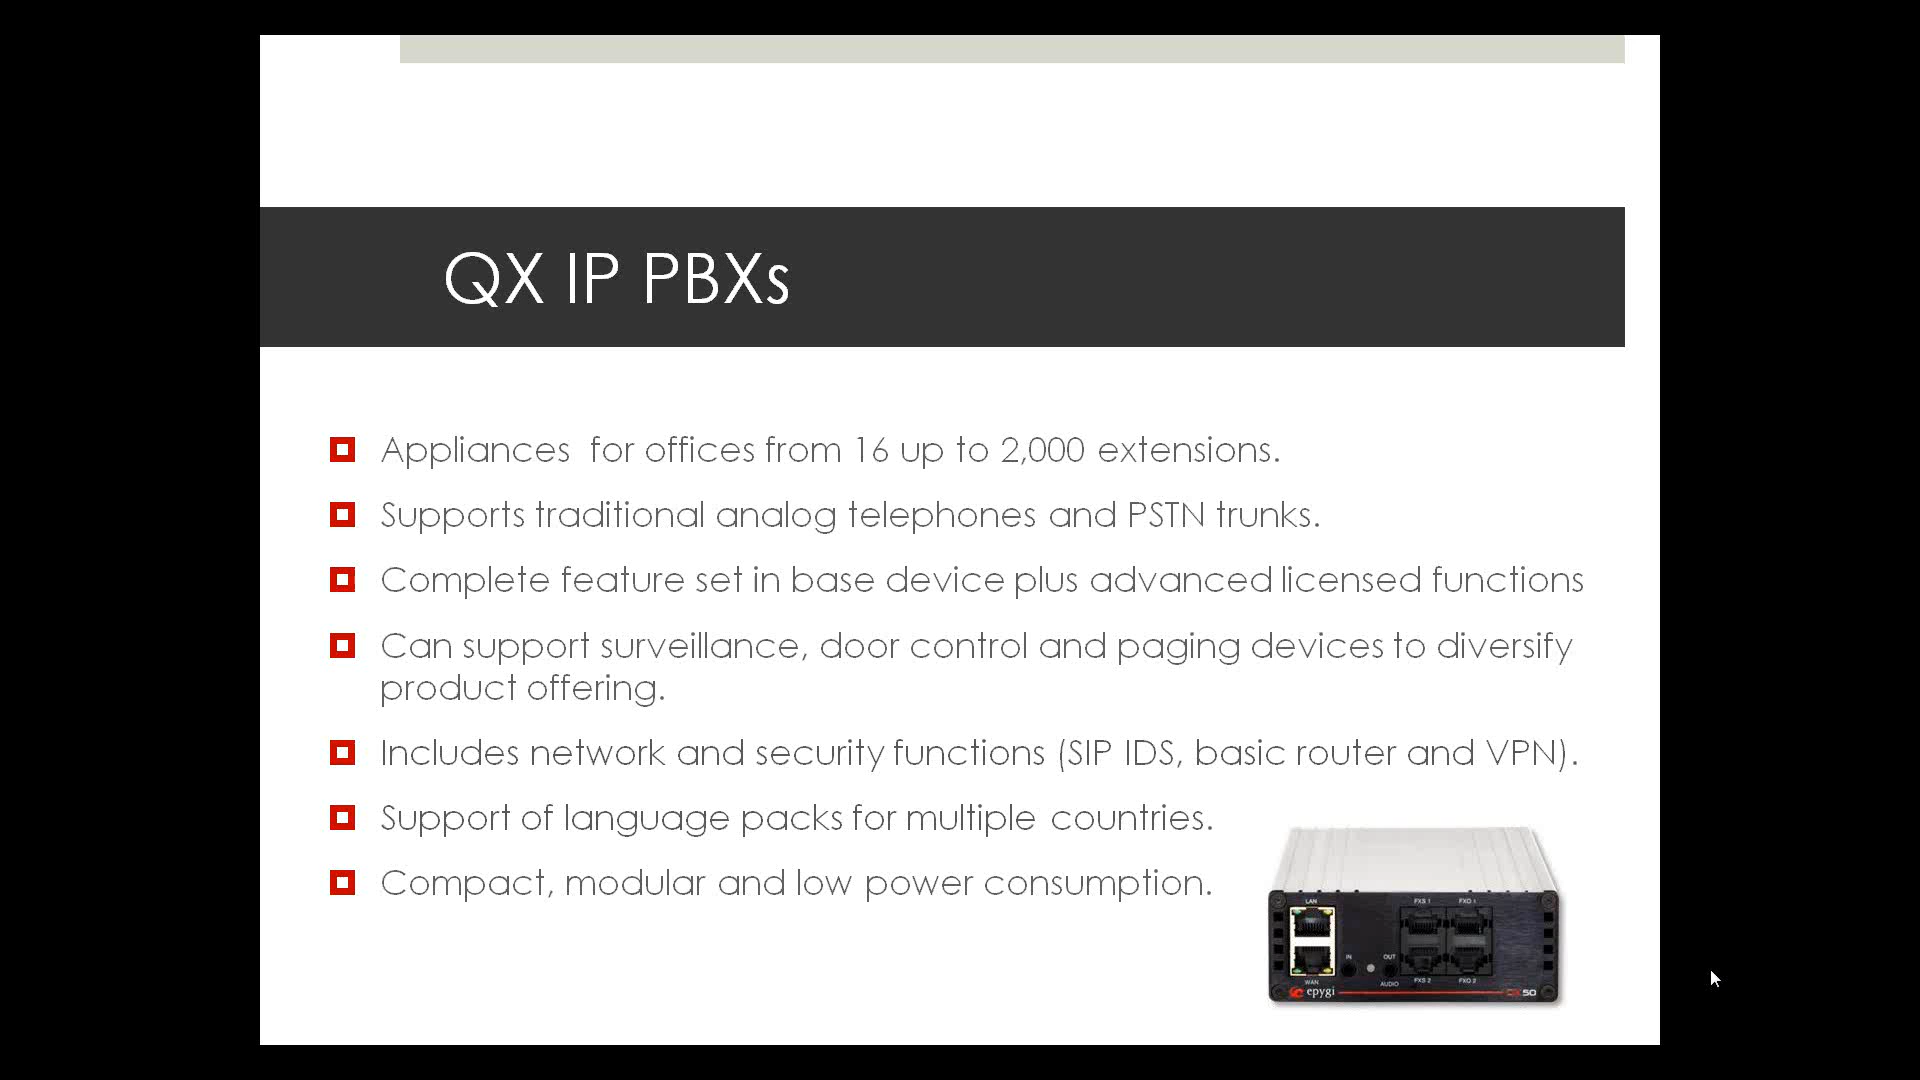 QX IP PBXs
Appliances for offices from 16 up to 2,000 extensions.
Supports traditional analog telephones and PSTN trunks.
Complete feature set in base device plus advanced licensed functions
Can support surveillance, door control and paging devices to diversify
product offering.
Includes network and security functions (SIP IDS, basic router and VPN).
Support of language packs for multiple countries.
Compact, modular and low power consumption.
LAN
FXS 1 FXO 1
IN OUT
WAN AUDIO FXS 2 FXO 2
epygi QX50